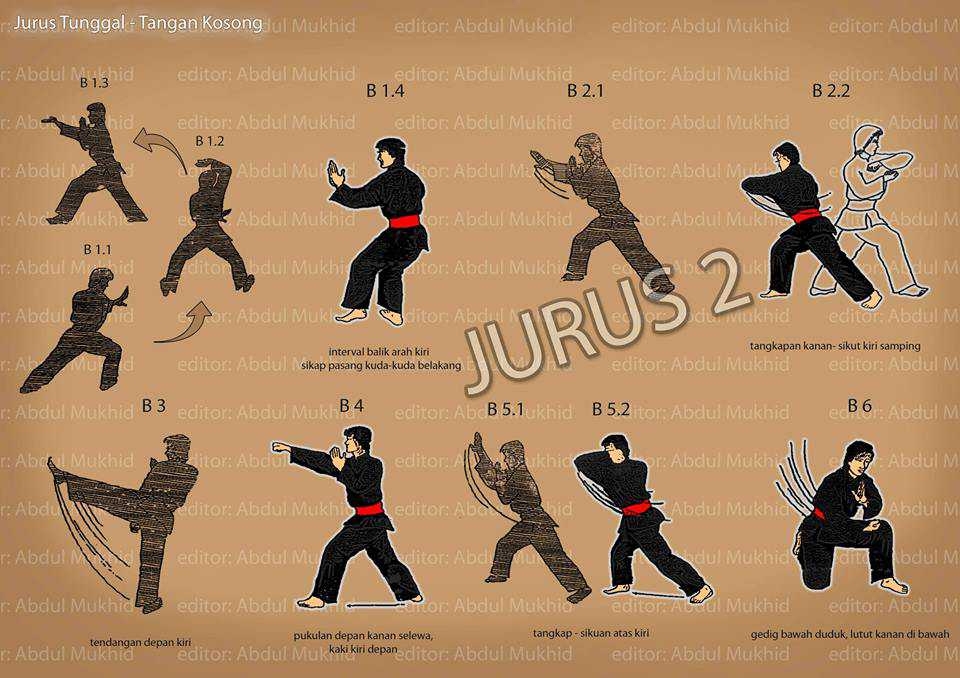 Jurus Tunggal - Tangan Kosong
B 1.3
B 1.2
B 1.1
B 1.4
interval balik arah kiri
sikap pasang kuda-kuda belakang
B 2.1
B 2.2
tangkapan kanan- sikut kiri samping
JURUS 2
B 3
tendangan depan kiri
B 4
pukulan depan kanan selewa,
kaki kiri depan
B 5.1
B 5.2
tangkap - sikuan atas kiri
B 6
gedig bawah duduk, lutut kanan di bawah
editor: Abdul Mukhid